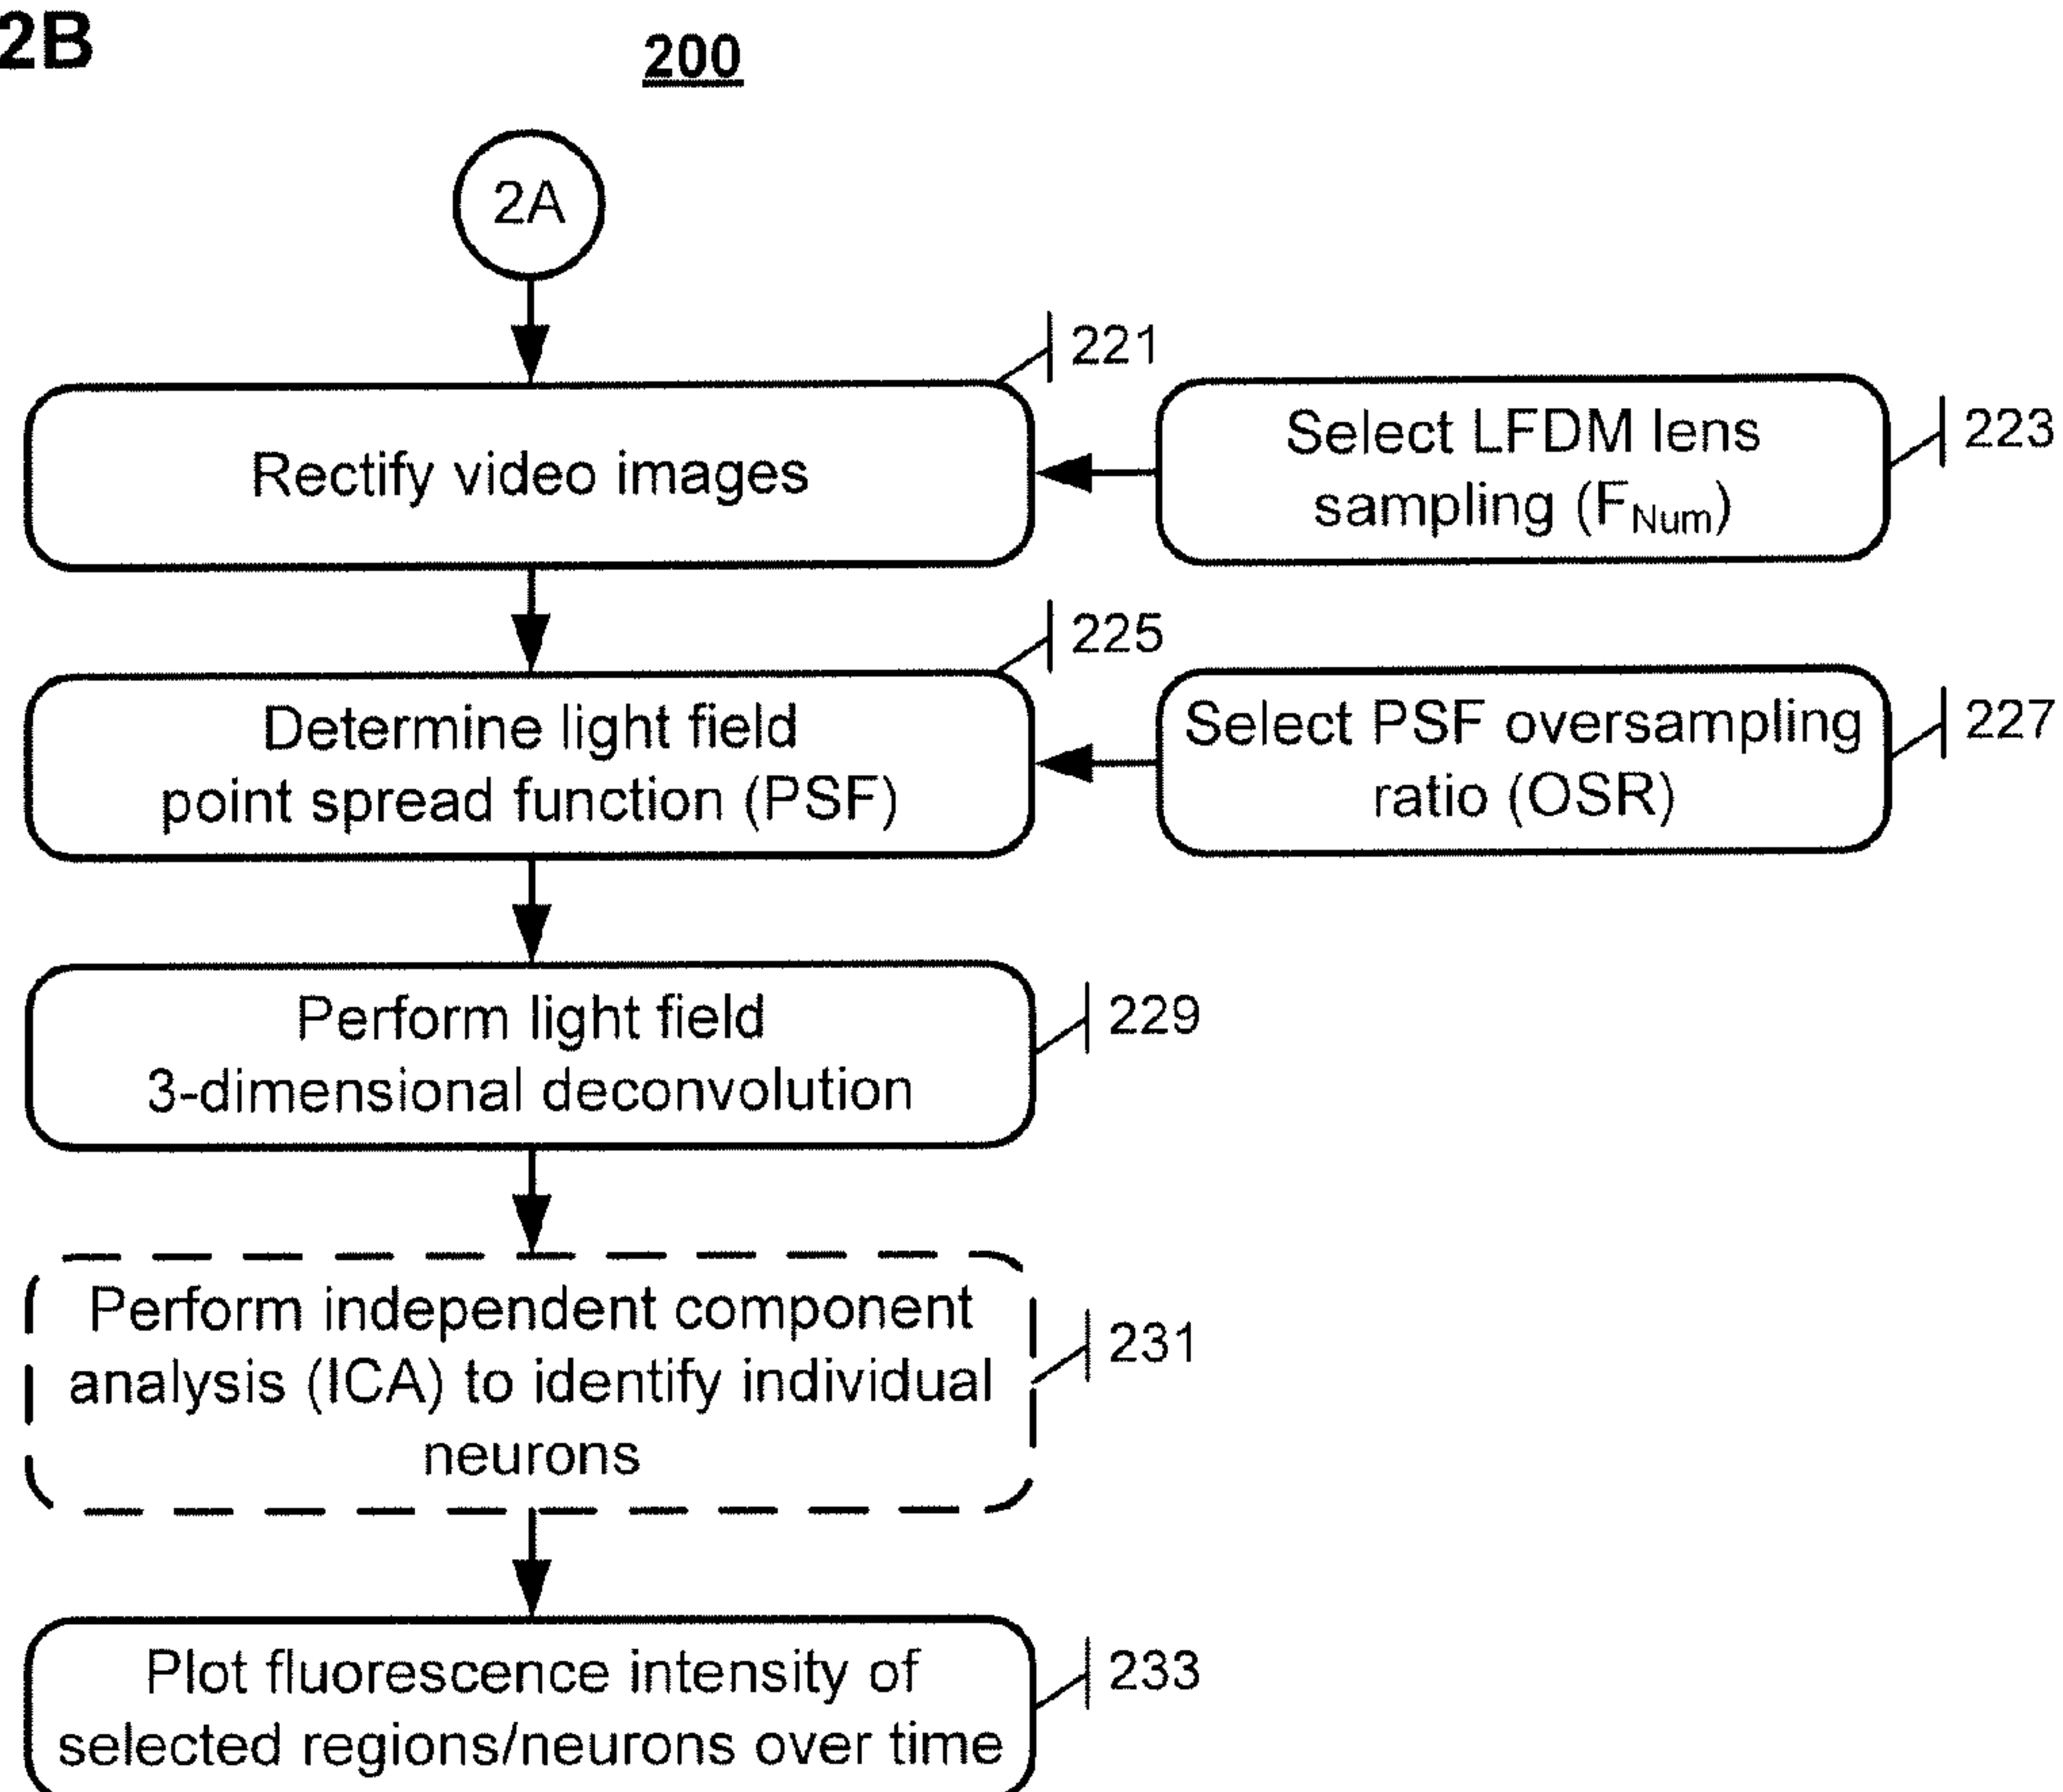 2B
200
2A
221
Rectify video images
Select LFDM lens
sampling (FNum)
223
225
Determine light field
point spread function (PSF)
Select PSF oversampling
ratio (OSR)
227
Perform light field
3-dimensional deconvolution
229
Perform independent component
analysis (ICA) to identify individual
neurons
231
Plot fluorescence intensity of
selected regions/neurons over time
233